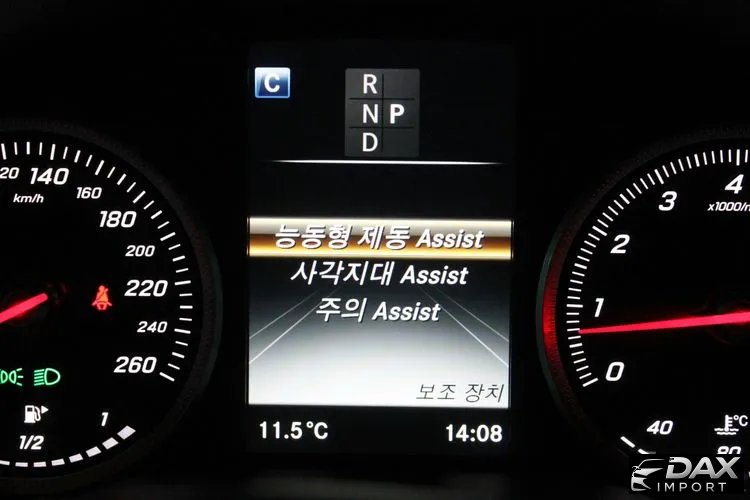 C
R
N P
D
20 140 160
km/h
180
200
220
240
260
1/2 1
능동형 제동 Assist
사각지대 Assist
주의 Assist
보조 장치
11.5°C 14:08
4
3
x1000/m
2
1
0
40 °C
80
DAX
IMPORT